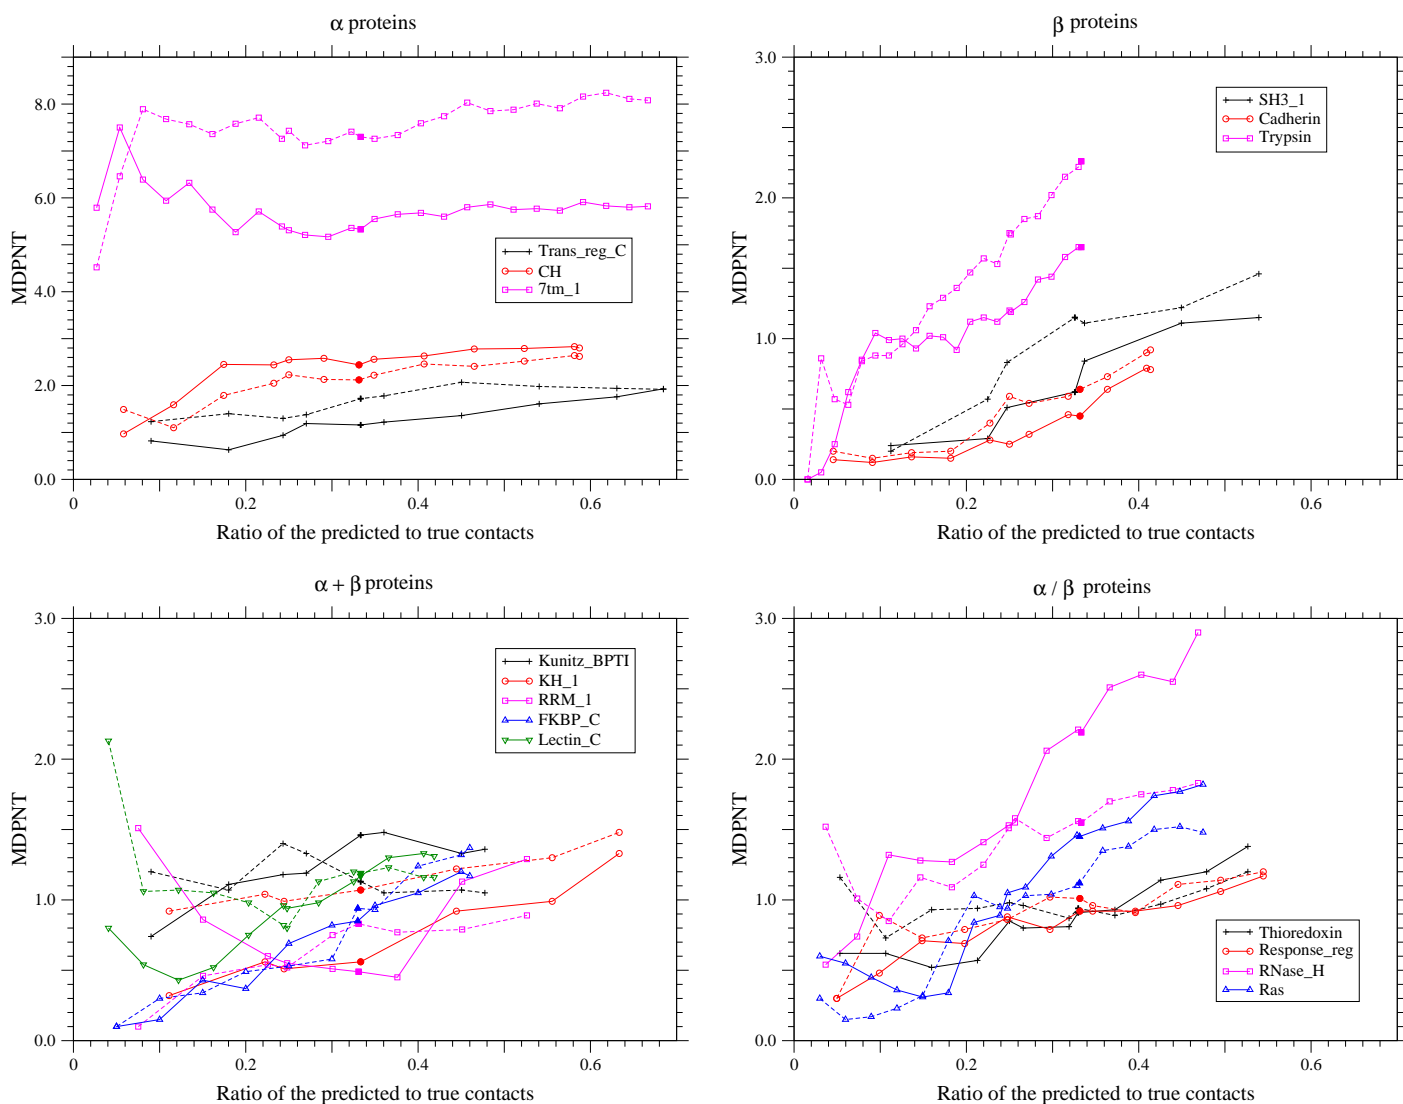 α proteins
8.0
6.0
4.0
2.0
0.0
MDPNT
Trans_reg_C
CH
7tm_1
0
0.2
0.4
0.6
Ratio of the predicted to true contacts
β proteins
3.0
2.0
1.0
0.0
MDPNT
SH3_1
Cadherin
Trypsin
0
0.2
0.4
0.6
Ratio of the predicted to true contacts
α + β proteins
3.0
2.0
1.0
0.0
MDPNT
Kunitz_BPTI
KH_1
RRM_1
FKBP_C
Lectin_C
0
0.2
0.4
0.6
Ratio of the predicted to true contacts
α / β proteins
3.0
2.0
1.0
0.0
MDPNT
Thioredoxin
Response_reg
RNase_H
Ras
0
0.2
0.4
0.6
Ratio of the predicted to true contacts